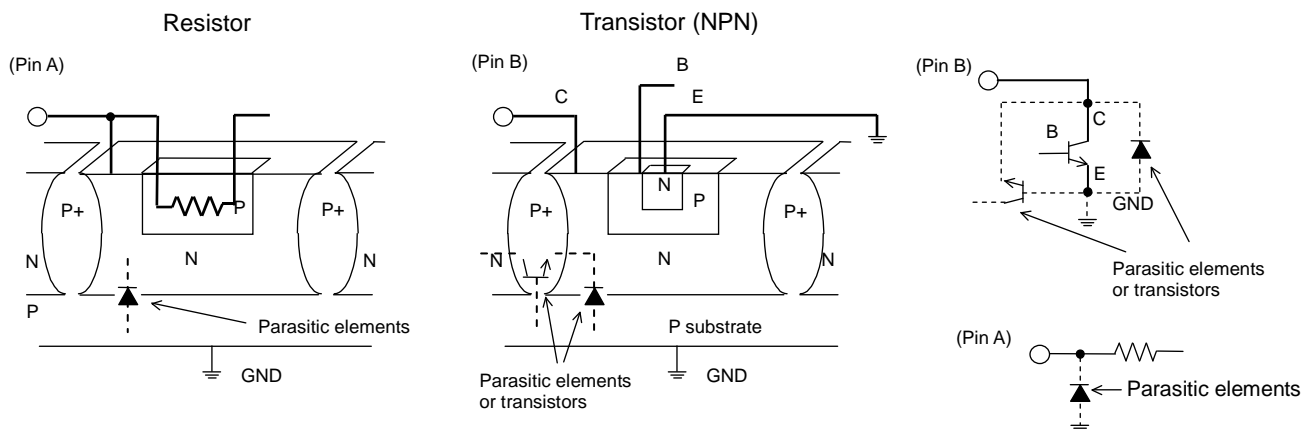 Resistor
(Pin A)
P
P+
P+
N
N
N
P
Parasitic elements
GND
Transistor (NPN)
(Pin B)
B
C
E
N
P+
P
P+
N
N
N
P substrate
Parasitic elements
or transistors
GND
(Pin B)
C
B
E
GND
Parasitic elements
or transistors
(Pin A)
Parasitic elements